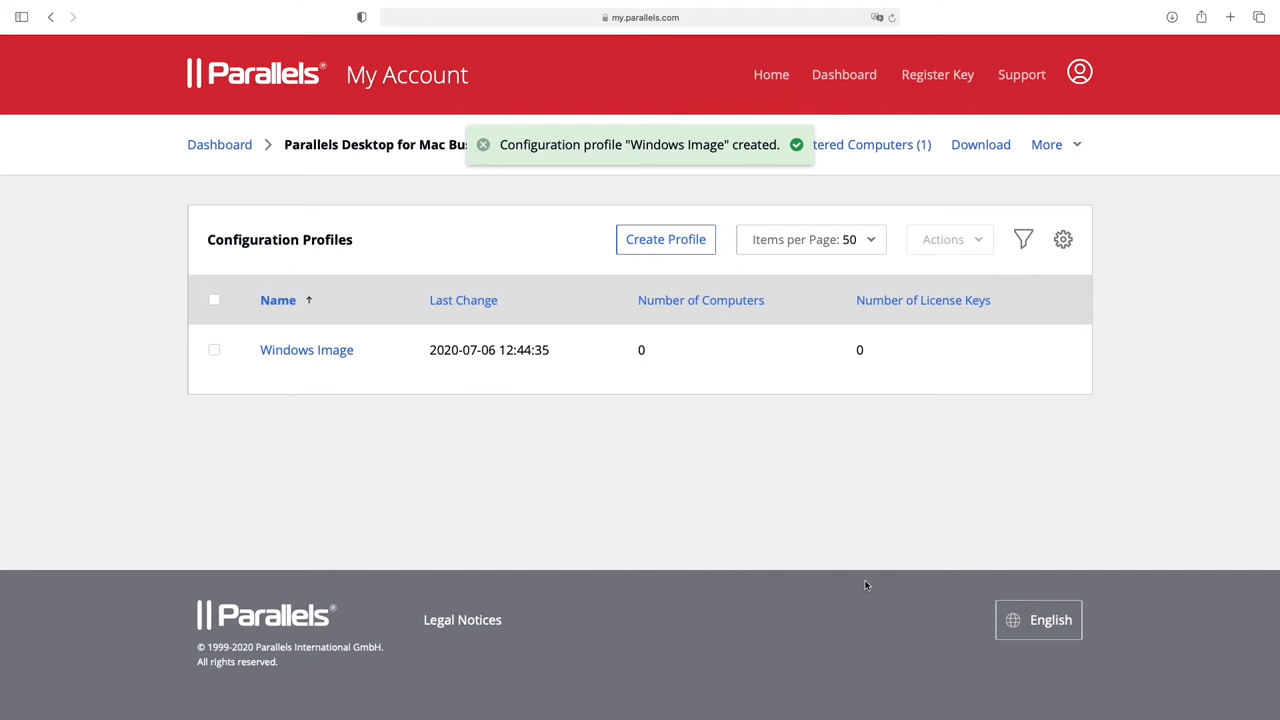 my.parallels.com
Parallels® My Account
Home Dashboard Register Key Support
Dashboard Parallels Desktop for Mac Configuration profile "Windows Image" created. Computers (1) Download More
Configuration Profiles Create Profile Items per Page: 50 Actions
Name Last Change Number of Computers Number of License Keys
Windows Image 2020-07-06 12:44:35 0 0
Parallels® Legal Notices English
© 1999-2020 Parallels International GmbH.
All rights reserved.